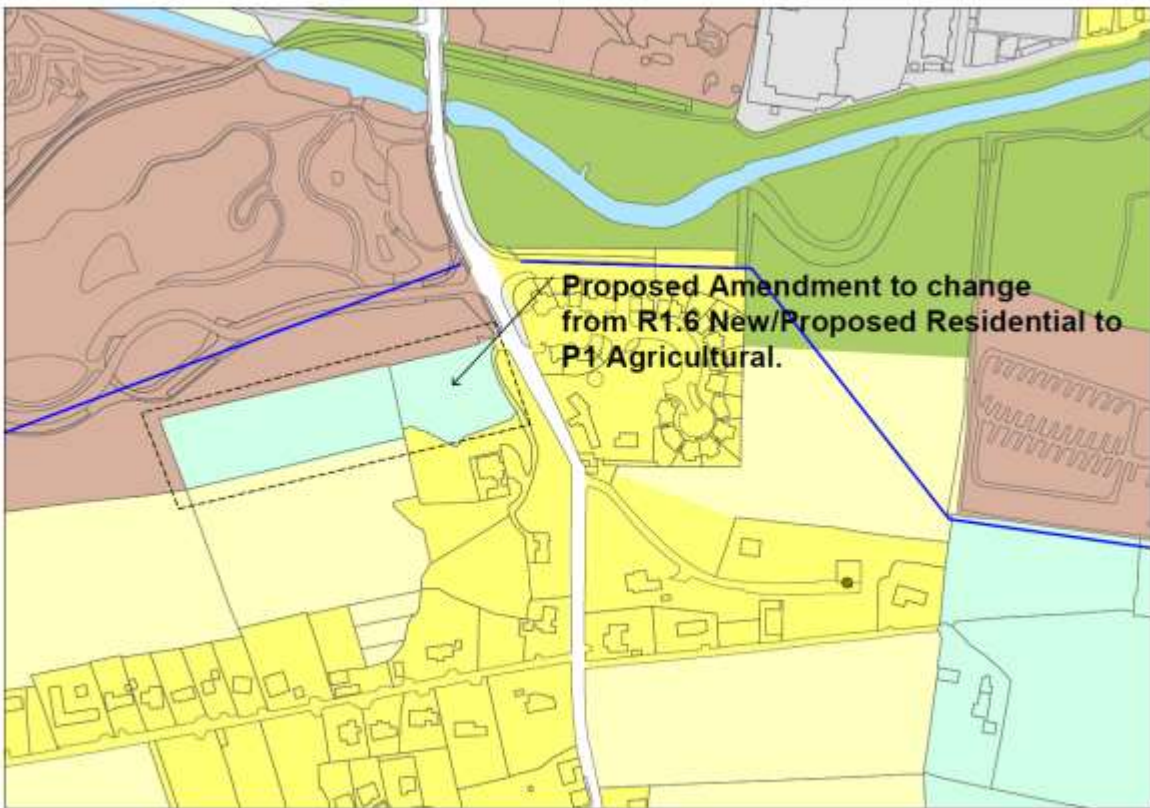 Proposed Amendment to change
from R1.6 New/Proposed Residential to
P1 Agricultural.